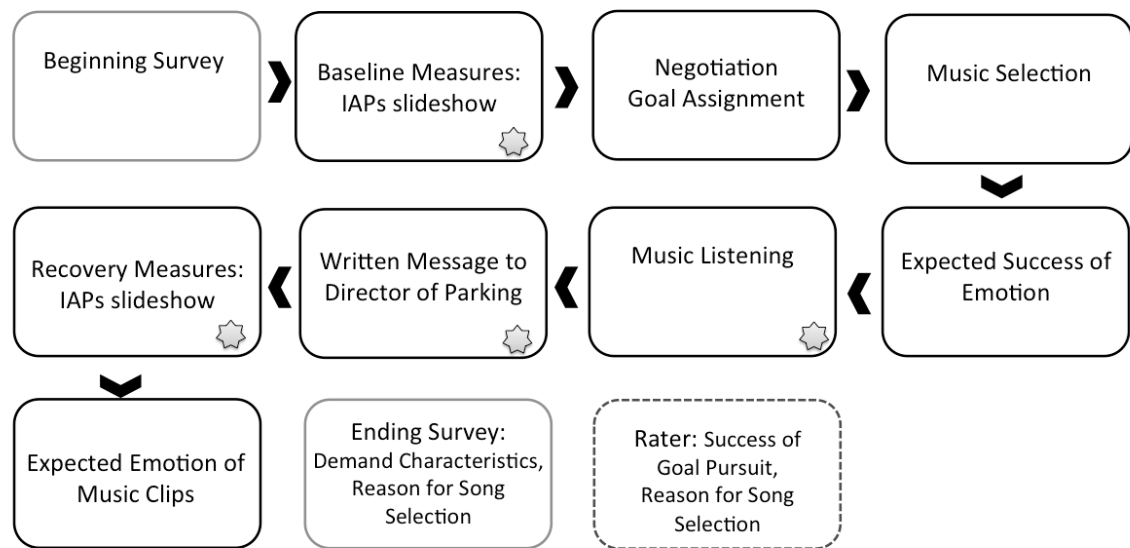 Beginning Survey
Baseline Measures:
IAPs slideshow
Negotiation
Goal Assignment
Music Selection
Expected Success of
Emotion
Music Listening
Written Message to
Director of Parking
Recovery Measures:
IAPs slideshow
Expected Emotion of
Music Clips
Ending Survey:
Demand Characteristics,
Reason for Song
Selection
Rater: Success of
Goal Pursuit,
Reason for Song
Selection